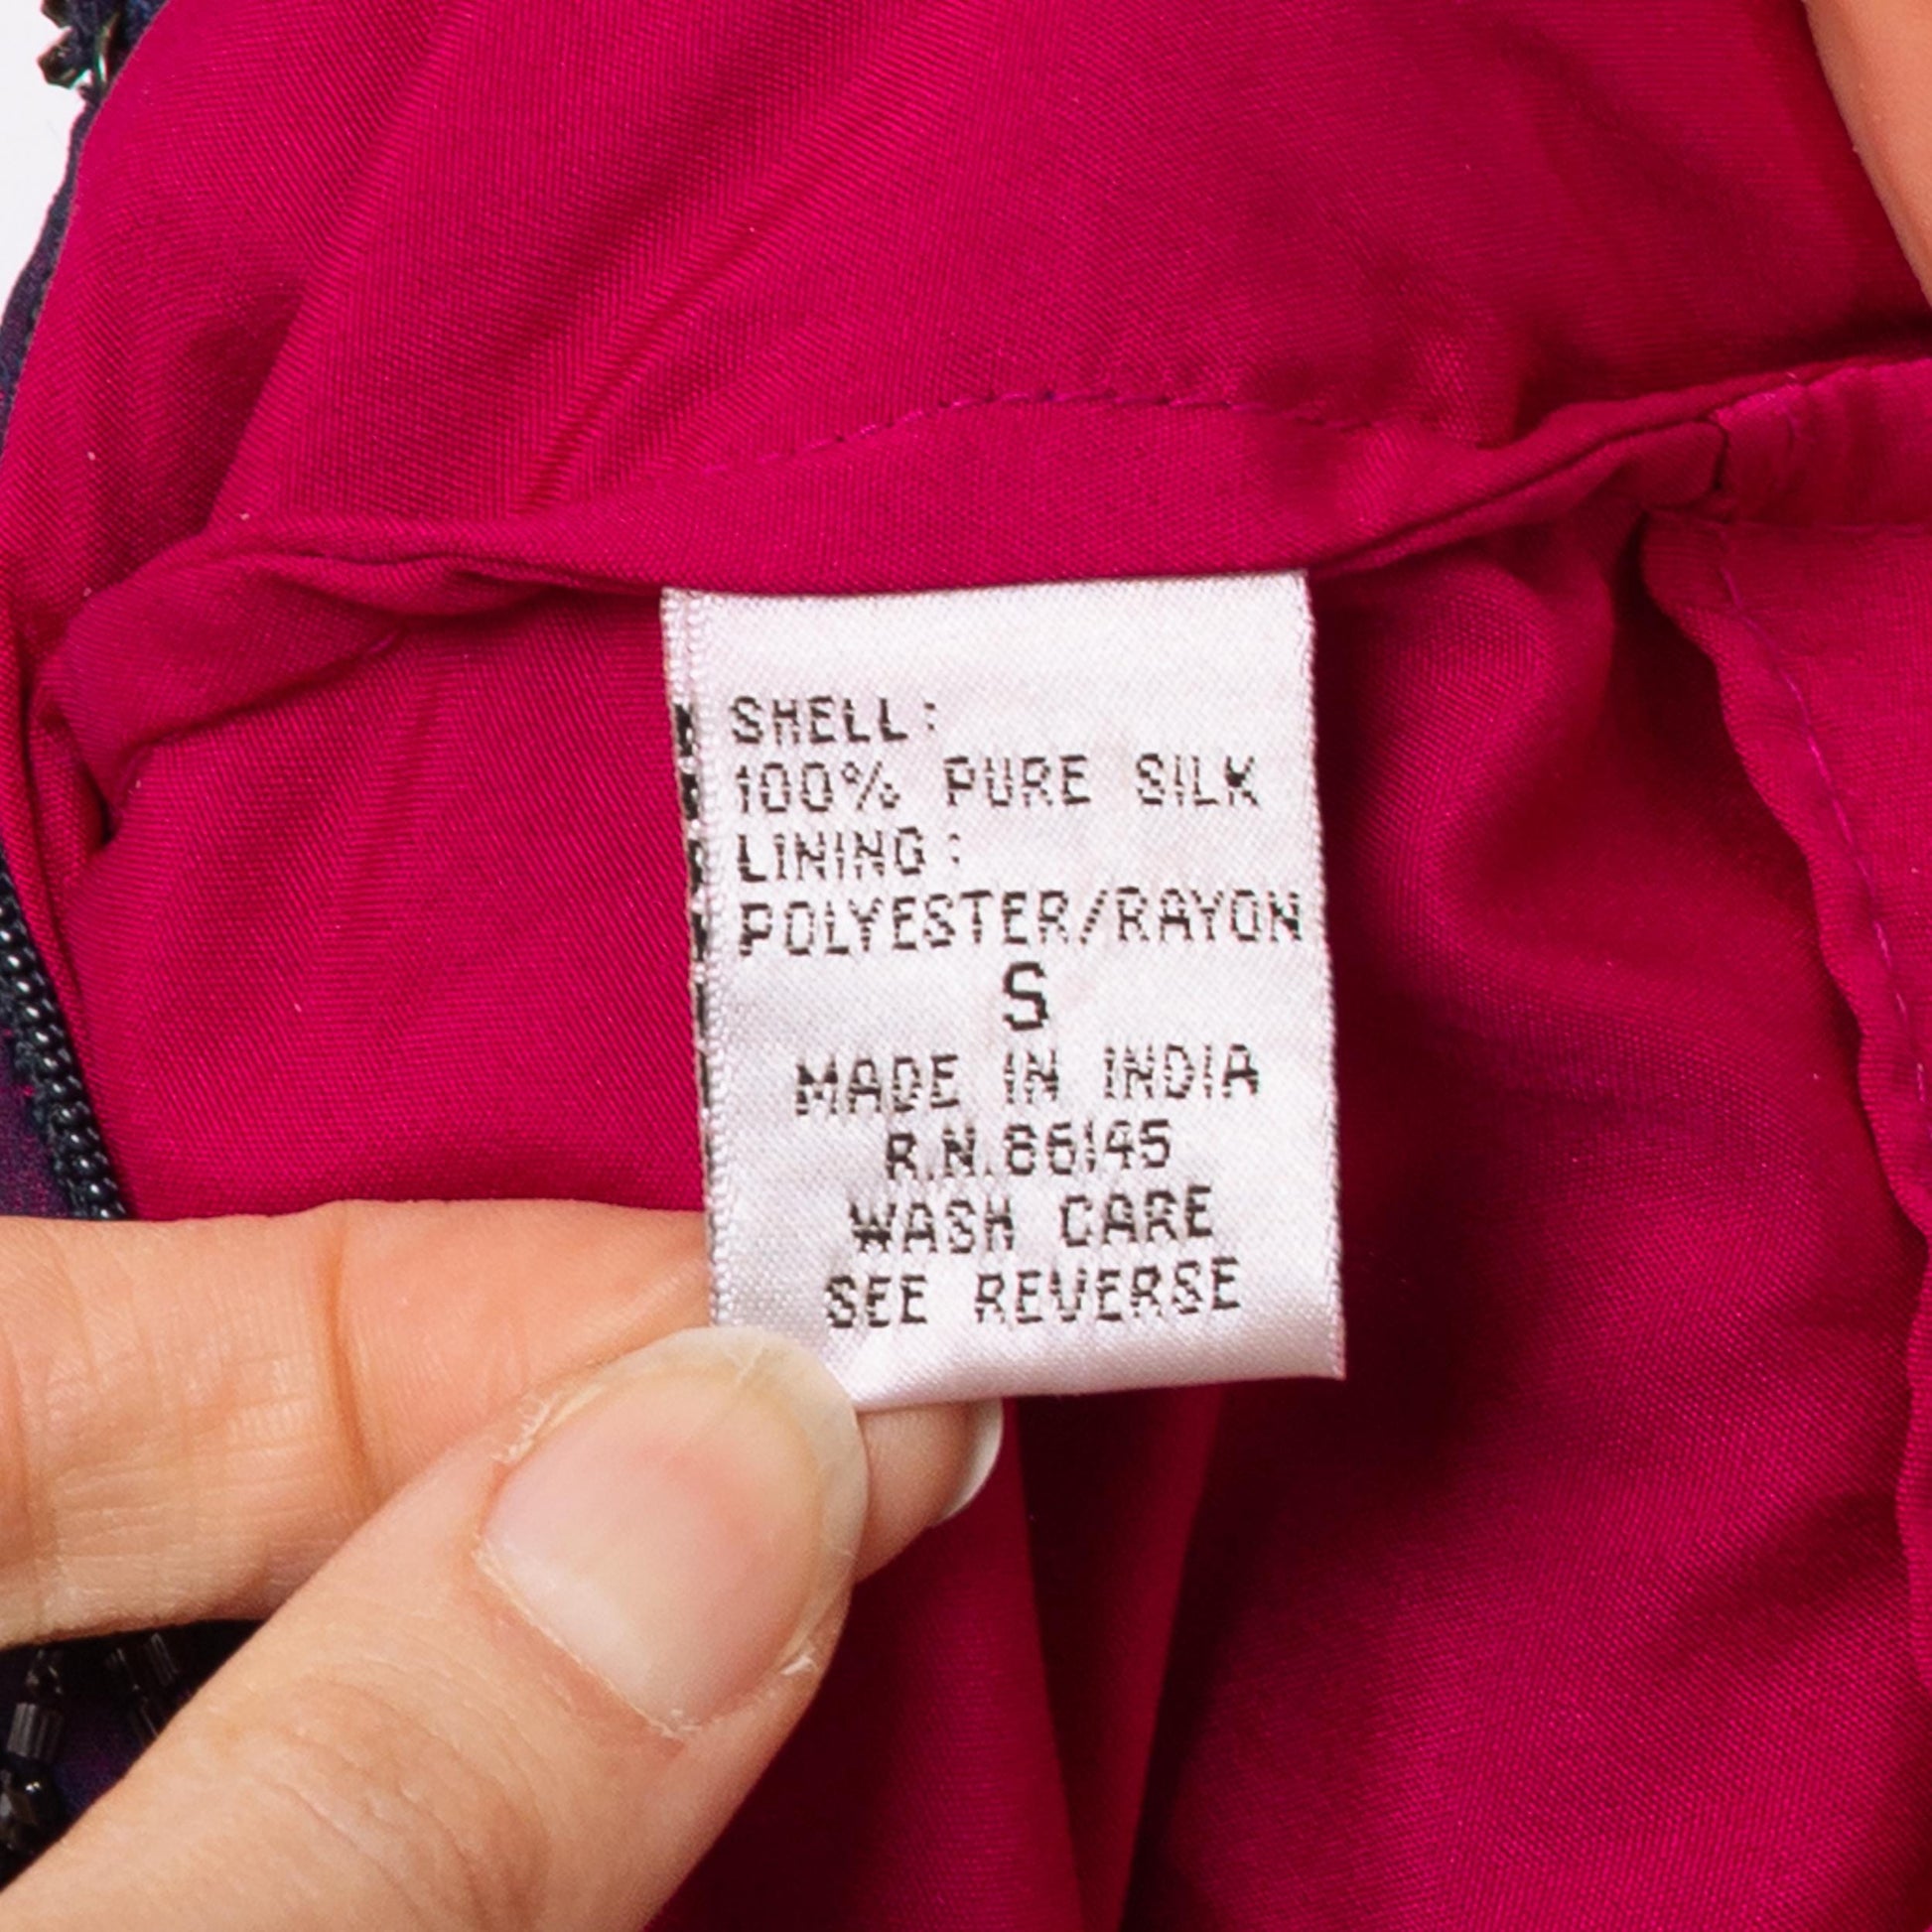 SHELL:
100% PURE SILK
LINING:
POLYESTER/RAYON
S
MADE IN INDIA
R.N.86145
WASH CARE
SEE REVERSE